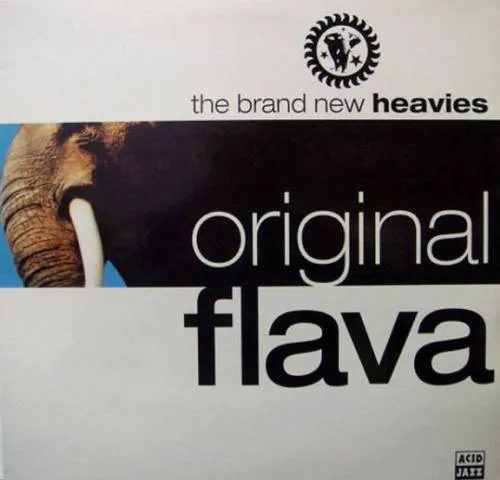 the brand new heavies
original
flava
ACID
JAZZ